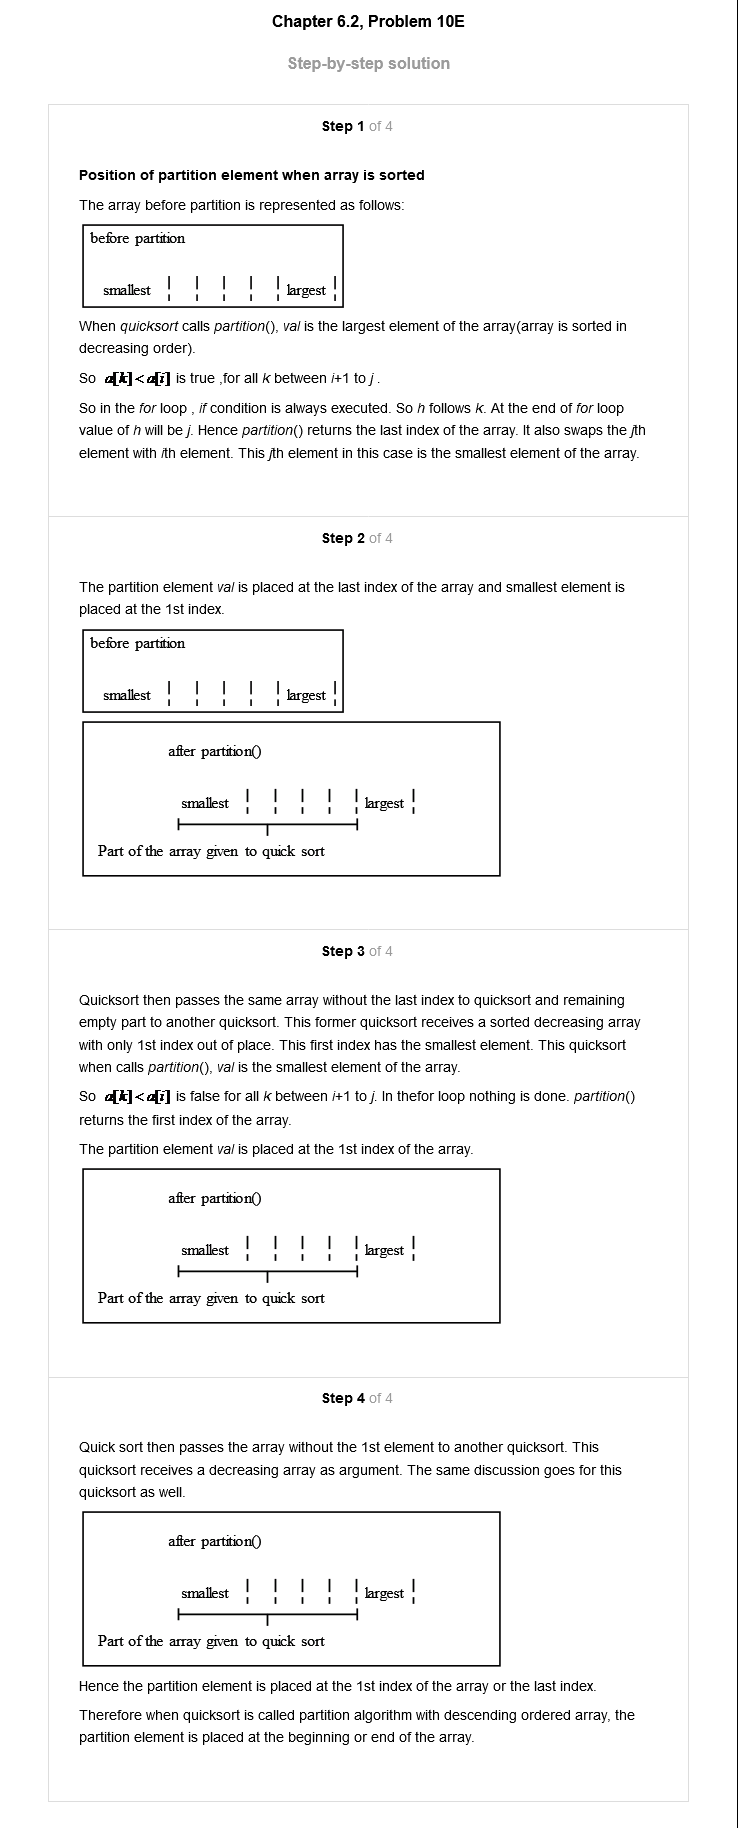 Chapter 6.2, Problem 10E
Step-by-step solution
Step 1 of 4
Position of partition element when array is sorted
The array before partition is represented as follows:
before partition
smallest largest
When quicksort calls partition(), val is the largest element of the array(array is sorted in
decreasing order).
So a[k]<a[i] is true ,for all k between i+1 to j .
So in the for loop , if condition is always executed. So h follows k. At the end of for loop
value of h will be j. Hence partition() returns the last index of the array. It also swaps the jth
element with ith element. This jth element in this case is the smallest element of the array.
Step 2 of 4
The partition element val is placed at the last index of the array and smallest element is
placed at the 1st index.
before partition
smallest largest
after partition()
smallest largest
Part of the array given to quick sort
Step 3 of 4
Quicksort then passes the same array without the last index to quicksort and remaining
empty part to another quicksort. This former quicksort receives a sorted decreasing array
with only 1st index out of place. This first index has the smallest element. This quicksort
when calls partition(), val is the smallest element of the array.
So a[k]<a[i] is false for all k between i+1 to j. In thefor loop nothing is done. partition()
returns the first index of the array.
The partition element val is placed at the 1st index of the array.
after partition()
smallest largest
Part of the array given to quick sort
Step 4 of 4
Quick sort then passes the array without the 1st element to another quicksort. This
quicksort receives a decreasing array as argument. The same discussion goes for this
quicksort as well.
after partition()
smallest largest
Part of the array given to quick sort
Hence the partition element is placed at the 1st index of the array or the last index.
Therefore when quicksort is called partition algorithm with descending ordered array, the
partition element is placed at the beginning or end of the array.